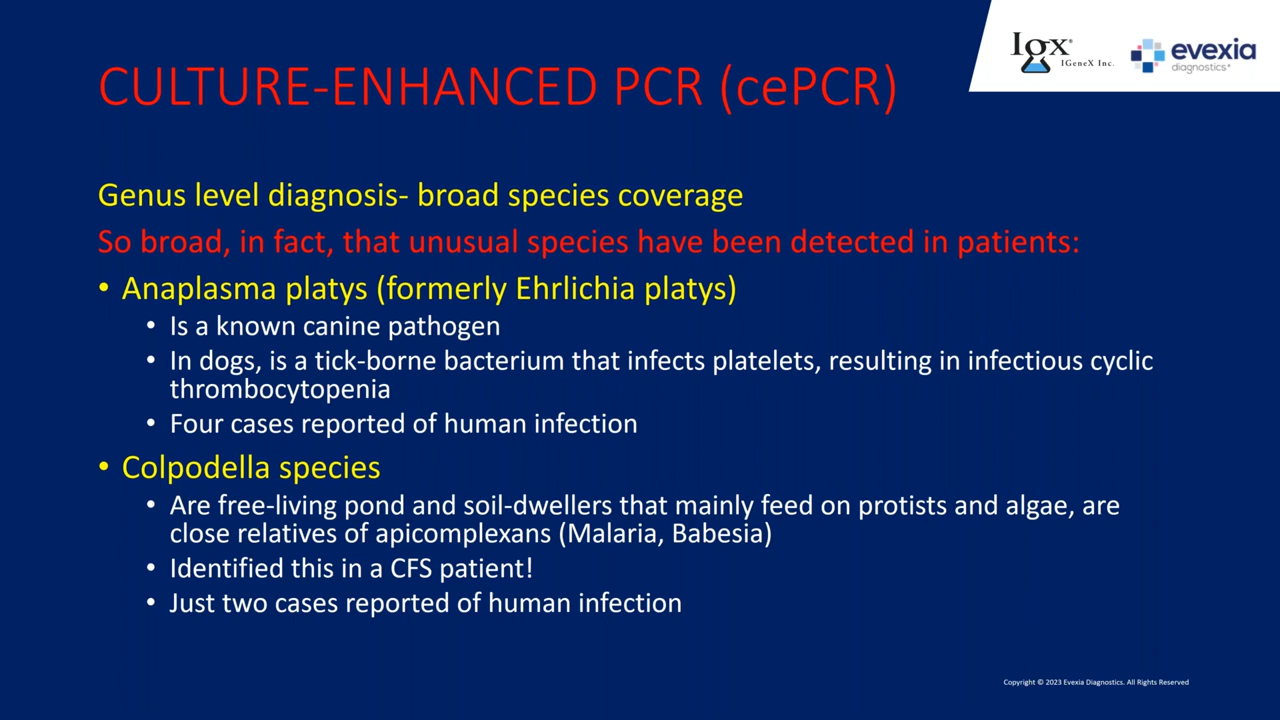 Igx®
IGeneX Inc.
evexia
diagnostics®
CULTURE-ENHANCED PCR (cePCR)
Genus level diagnosis- broad species coverage
So broad, in fact, that unusual species have been detected in patients:
• Anaplasma platys (formerly Ehrlichia platys)
• Is a known canine pathogen
• In dogs, is a tick-borne bacterium that infects platelets, resulting in infectious cyclic
thrombocytopenia
• Four cases reported of human infection
• Colpodella species
• Are free-living pond and soil-dwellers that mainly feed on protists and algae, are
close relatives of apicomplexans (Malaria, Babesia)
• Identified this in a CFS patient!
• Just two cases reported of human infection
Copyright © 2023 Evexia Diagnostics. All Rights Reserved